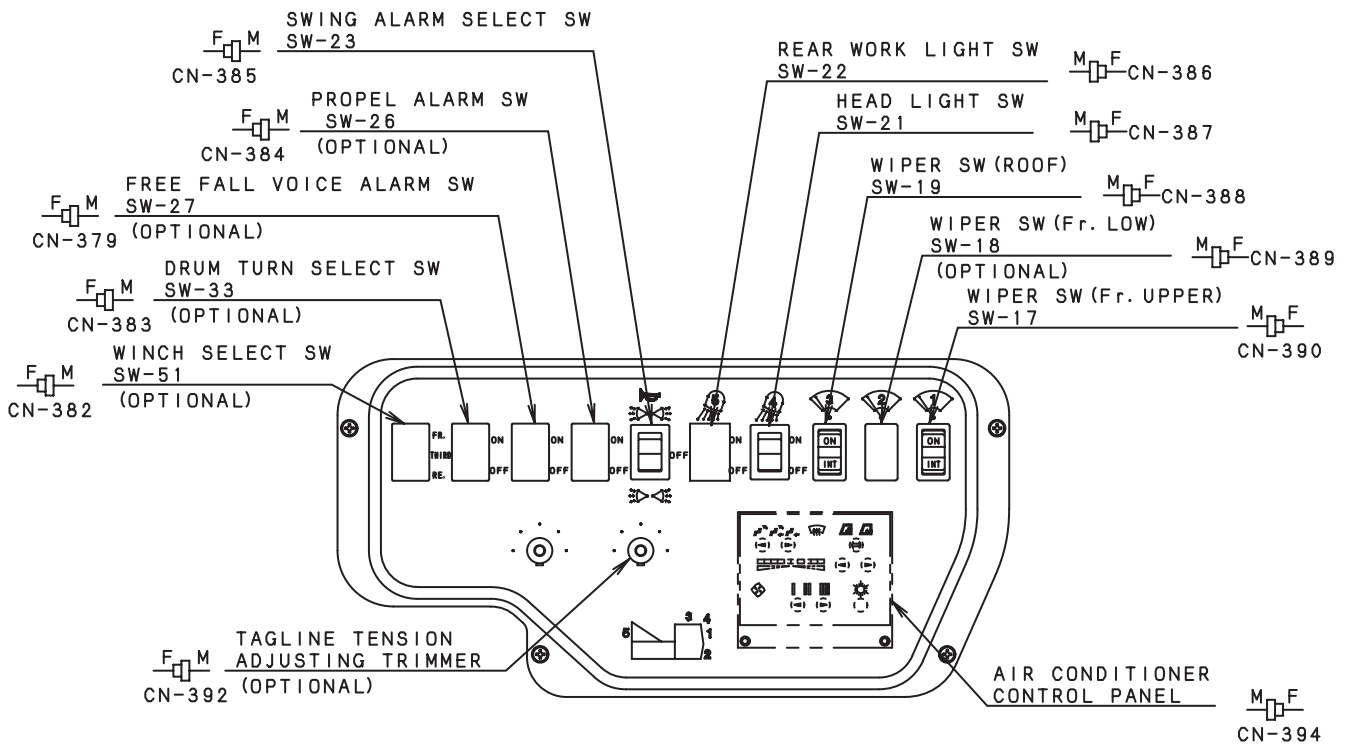 SWING ALARM SELECT SW
SW-23
F M
CN-385
PROPEL ALARM SW
SW-26
(OPTIONAL)
F M
CN-384
FREE FALL VOICE ALARM SW
SW-27
(OPTIONAL)
F M
CN-379
DRUM TURN SELECT SW
SW-33
(OPTIONAL)
F M
CN-383
WINCH SELECT SW
SW-51
(OPTIONAL)
F M
CN-382
REAR WORK LIGHT SW
SW-22
M F
CN-386
HEAD LIGHT SW
SW-21
M F
CN-387
WIPER SW(ROOF)
SW-19
M F
CN-388
WIPER SW(Fr. LOW)
SW-18
(OPTIONAL)
M F
CN-389
WIPER SW(Fr. UPPER)
SW-17
M F
CN-390
5 4 3 2 1
FR.
THIRD
RE.
ON
OFF
ON
OFF
ON
OFF
OFF
ON
OFF
ON
OFF
ON
INT
ON
INT
3 4
5 1
2
TAGLINE TENSION
ADJUSTING TRIMMER
(OPTIONAL)
F M
CN-392
AIR CONDITIONER
CONTROL PANEL
M F
CN-394